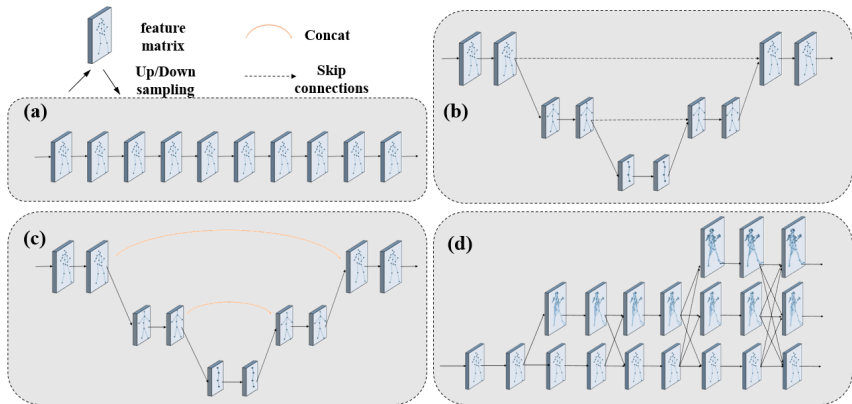 feature
matrix
Concat
Up/Down
sampling
Skip
connections
(a)
(b)
(c)
(d)